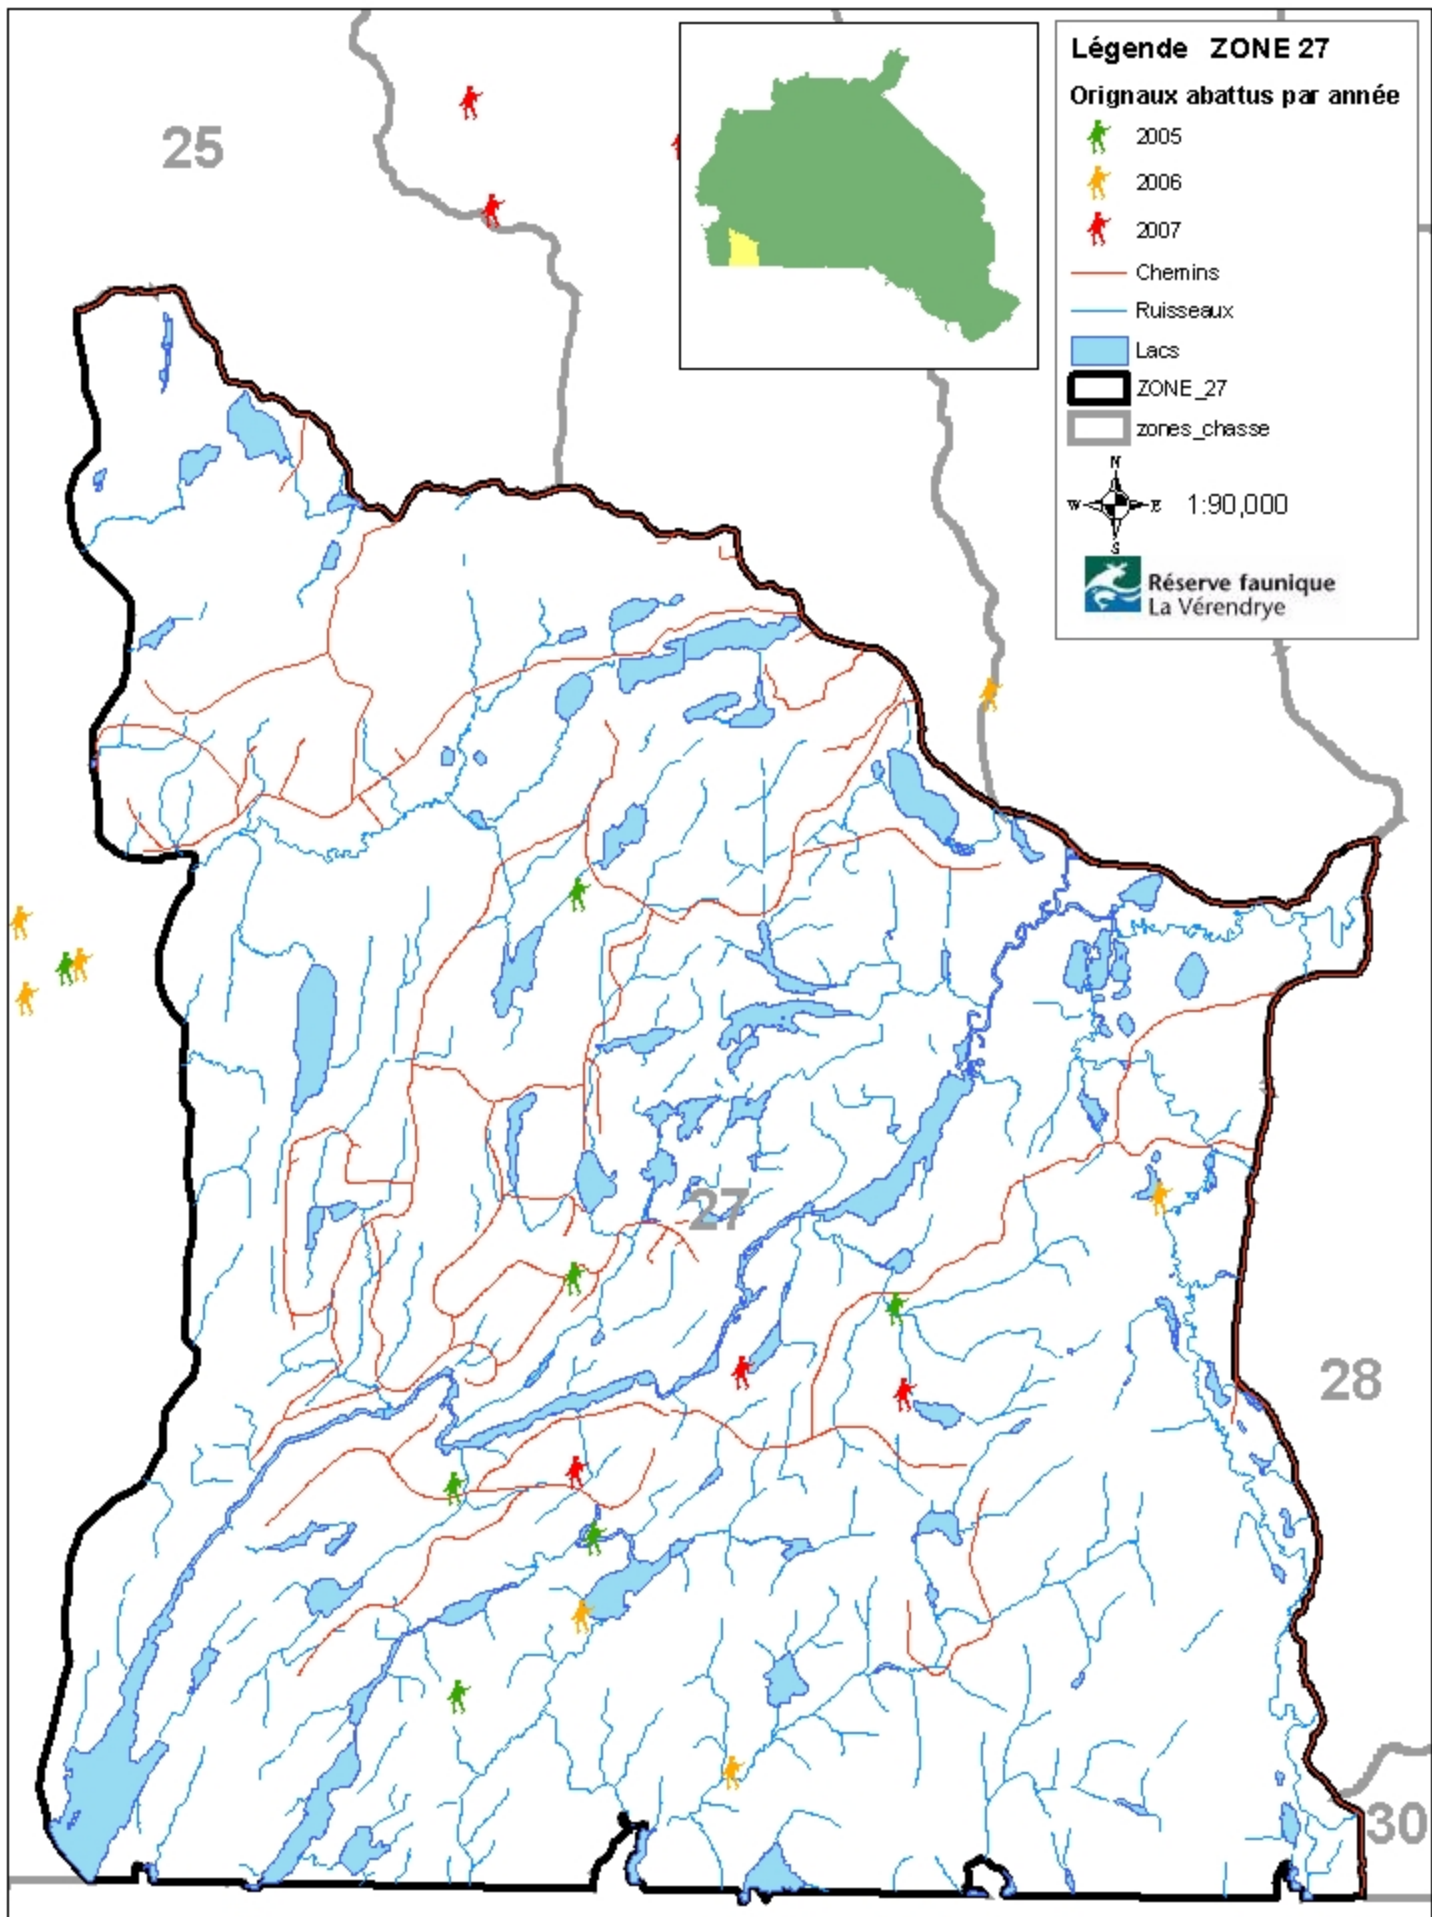 25
Légende ZONE 27
Orignaux abattus par année
2005
2006
2007
Chemins
Ruisseaux
Lacs
ZONE_27
zones_chasse
N
W E
S
1:90,000
Réserve faunique
La Vérendrye
27
28
30